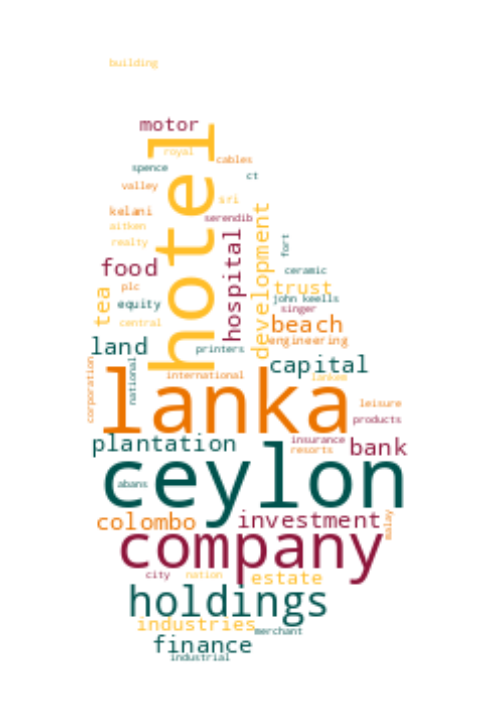 building
motor
royal
cables
spence
ct
valley
hotel
sri
kelani
serendib
aitken
realty
hospital
development
fort
food
ceramic
plc
tea
trust
equity
john keells
singer
central
beach
engineering
land
printers
capital
national
international
lankem
corporation
lanka
leisure
products
plantation
insurance
bank
resorts
ceylon
abans
colombo
investment
malay
company
city
nation
estate
holdings
industries
merchant
finance
industrial